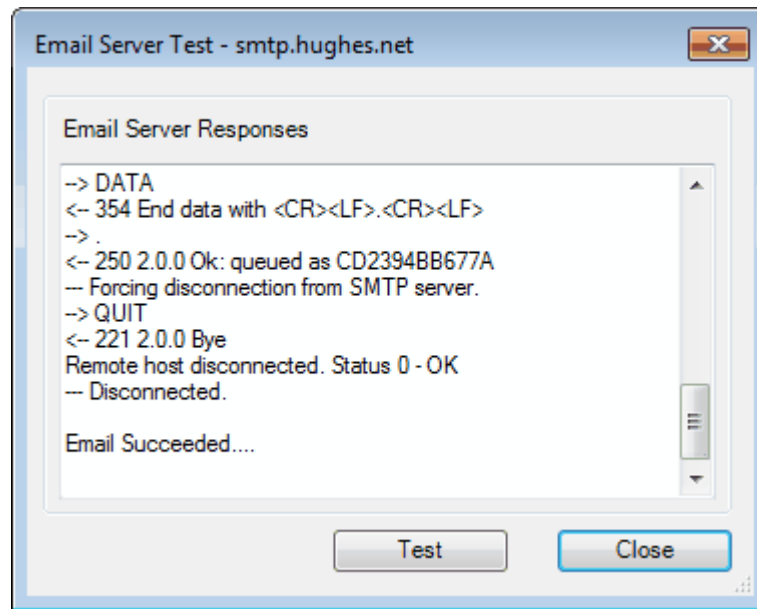 Email Server Test - smtp.hughes.net
Email Server Responses
--> DATA
<-- 354 End data with <CR><LF>.<CR><LF>
--> .
<-- 250 2.0.0 Ok: queued as CD2394BB677A
--- Forcing disconnection from SMTP server.
--> QUIT
<-- 221 2.0.0 Bye
Remote host disconnected. Status 0 - OK
--- Disconnected.
Email Succeeded....
Test
Close